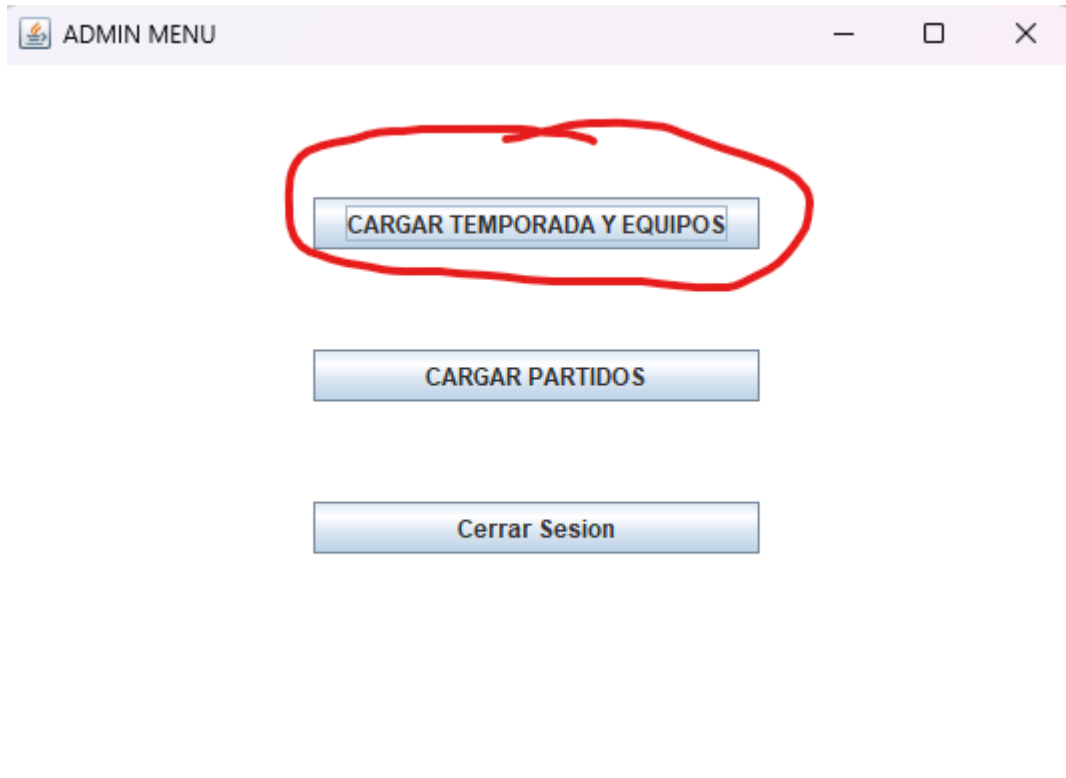 ADMIN MENU
CARGAR TEMPORADA Y EQUIPOS
CARGAR PARTIDOS
Cerrar Sesion